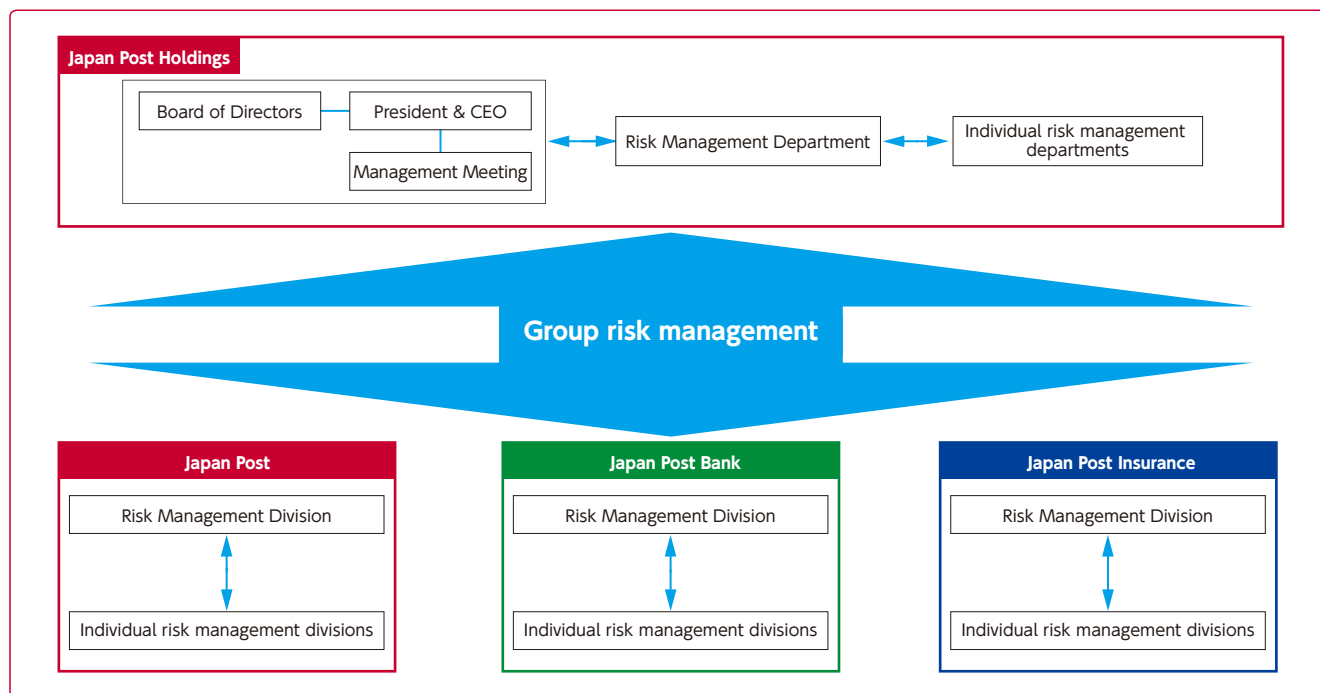 Japan Post Holdings
Board of Directors
President & CEO
Management Meeting
Risk Management Department
Individual risk management
departments
Group risk management
Japan Post
Risk Management Division
Individual risk management divisions
Japan Post Bank
Risk Management Division
Individual risk management divisions
Japan Post Insurance
Risk Management Division
Individual risk management divisions